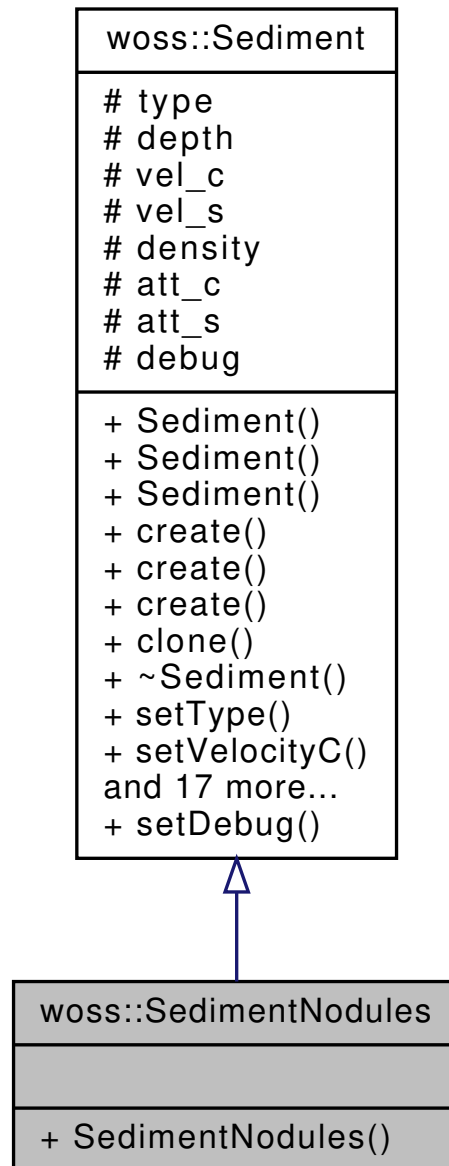 woss::Sediment
# type
# depth
# vel_c
# vel_s
# density
# att_c
# att_s
# debug
+ Sediment()
+ Sediment()
+ Sediment()
+ create()
+ create()
+ create()
+ clone()
+ ~Sediment()
+ setType()
+ setVelocityC()
and 17 more...
+ setDebug()
woss::SedimentNodules
+ SedimentNodules()